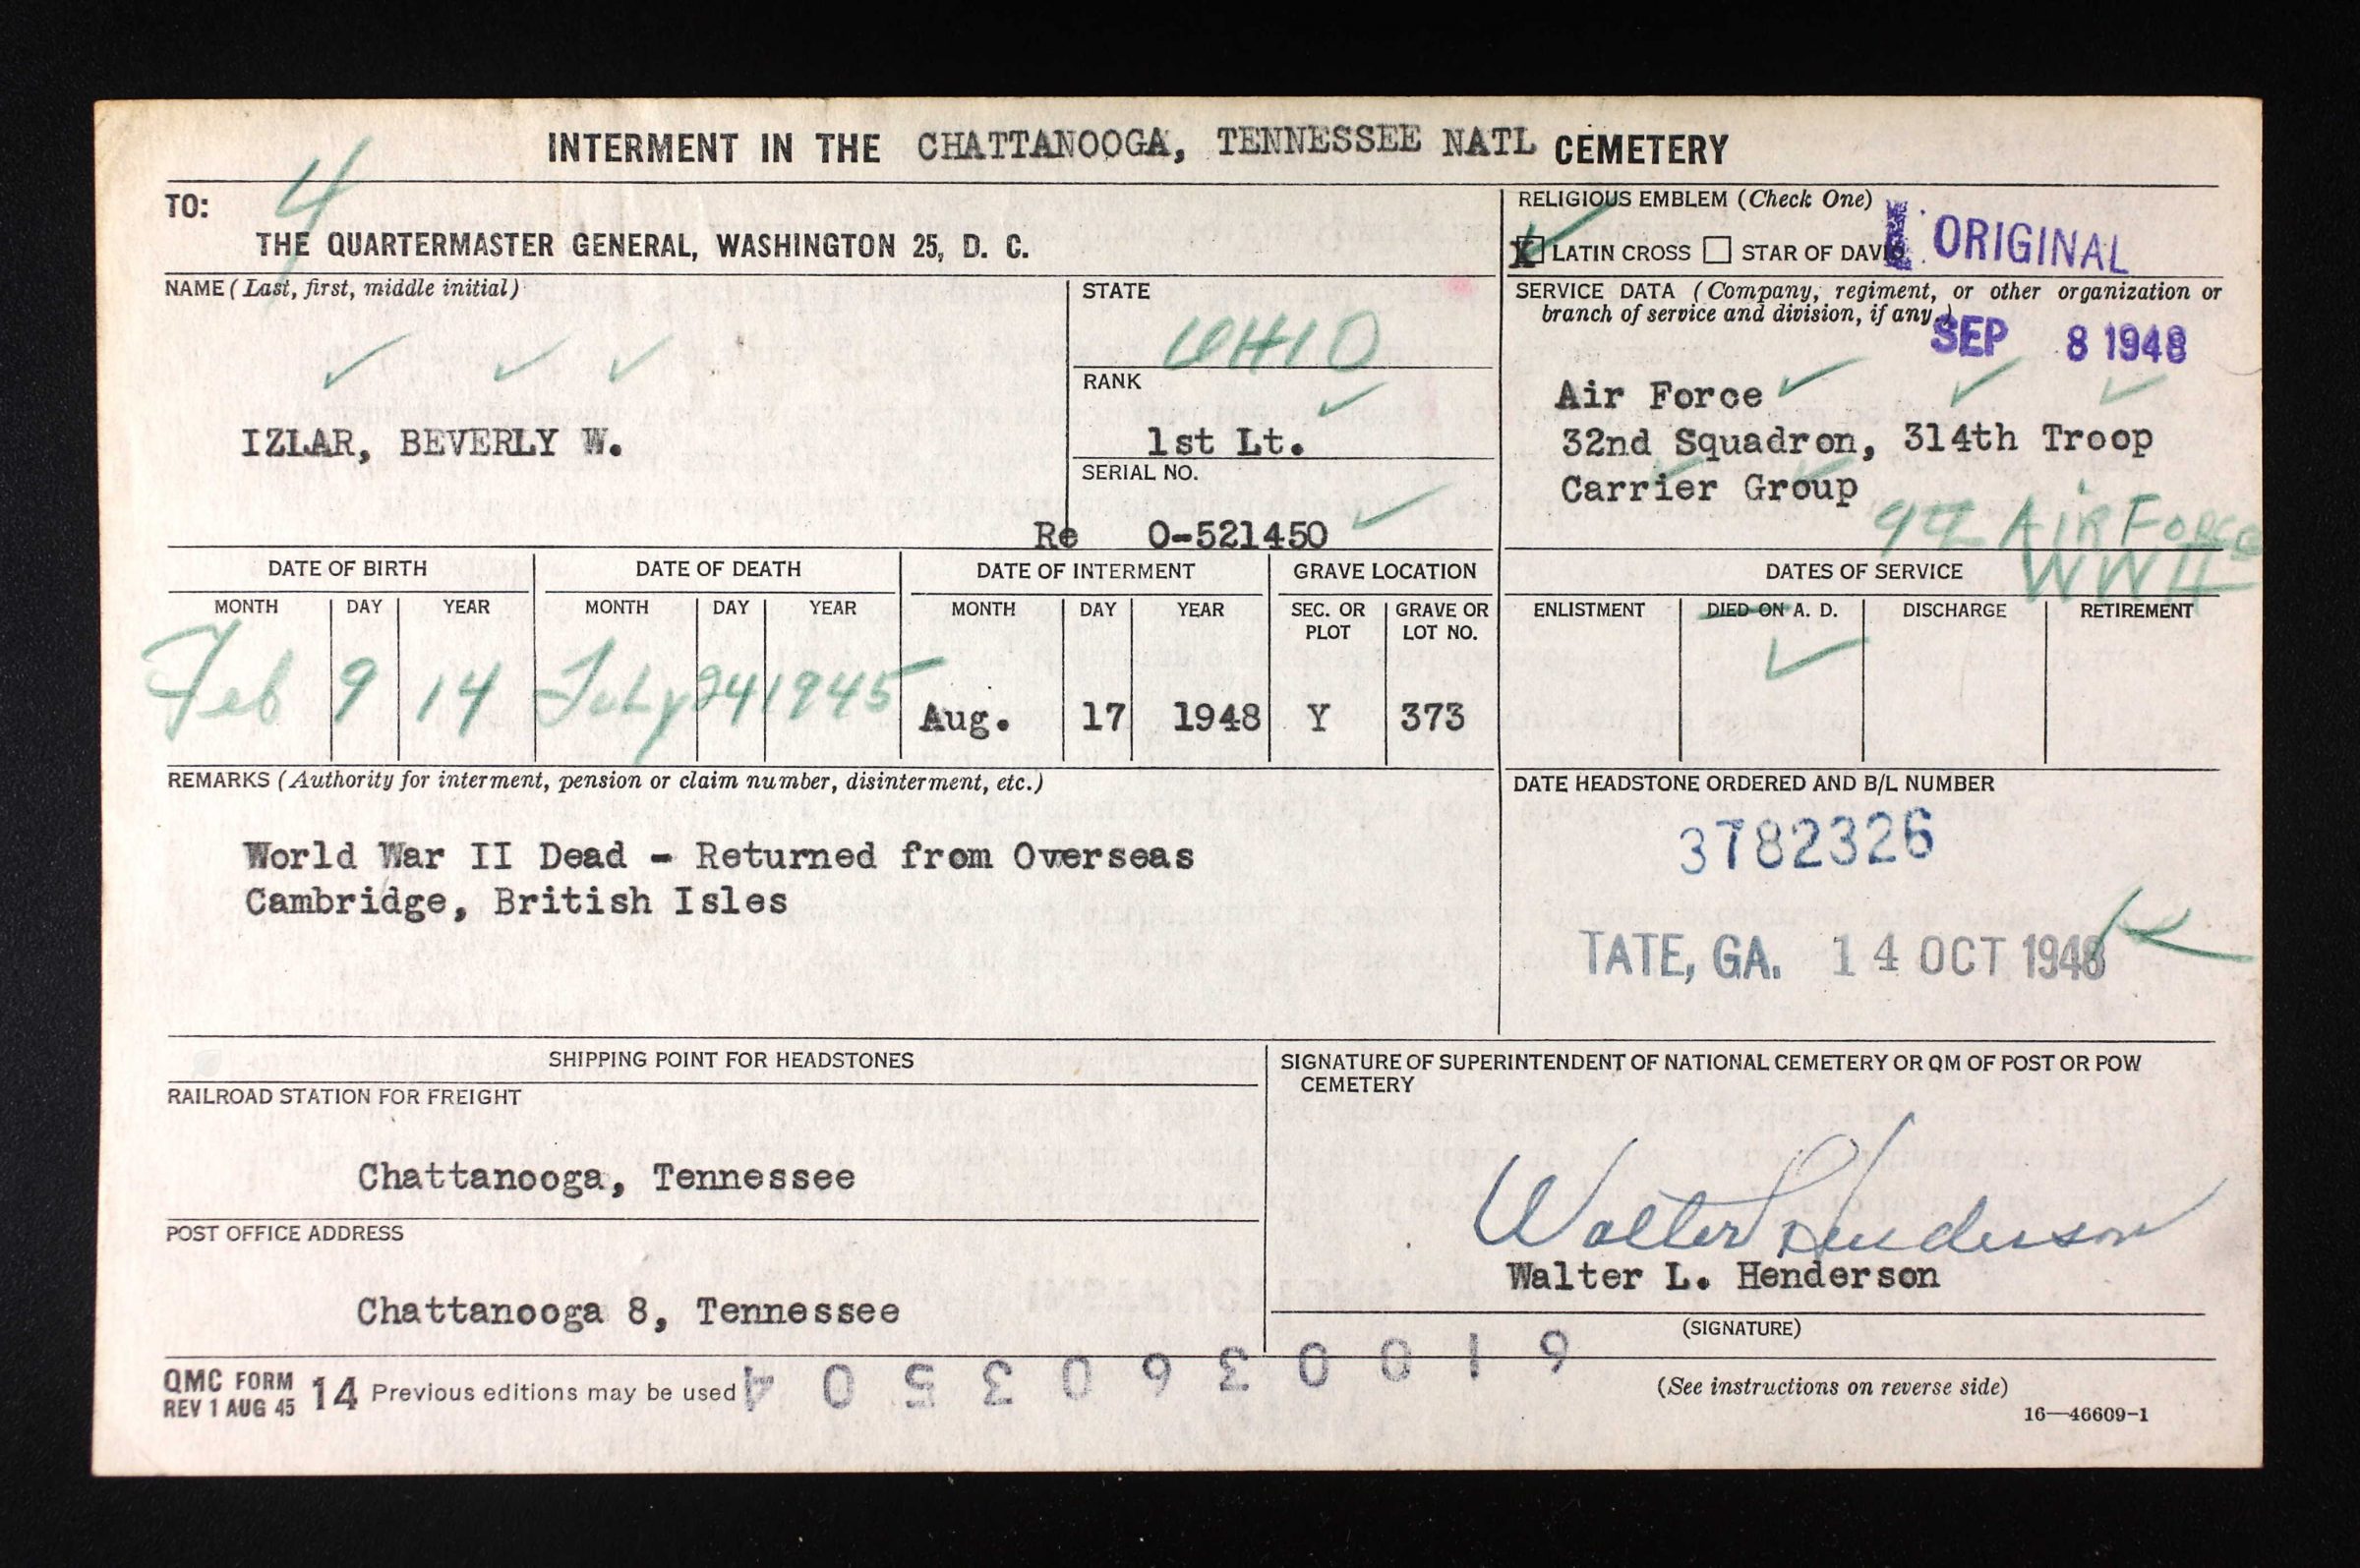 INTERMENT IN THE CHATTANOOGA, TENNESSEE NATL CEMETERY
4
TO:
THE QUARTERMASTER GENERAL, WASHINGTON 25, D. C.
RELIGIOUS EMBLEM (Check One)
X LATIN CROSS STAR OF DAVID
ORIGINAL
NAME (Last, first, middle initial)
IZLAR, BEVERLY W.
STATE
OHIO
RANK
1st Lt.
SERIAL NO.
Re O-521450
SERVICE DATA (Company, regiment, or other organization or
branch of service and division, if any.)
SEP 8 1948
Air Force
32nd Squadron, 314th Troop
Carrier Group
9th AIR FORCE
WWII
DATE OF BIRTH
MONTH DAY YEAR
Feb 9 14
DATE OF DEATH
MONTH DAY YEAR
July 24 1945
DATE OF INTERMENT
MONTH DAY YEAR
Aug. 17 1948
GRAVE LOCATION
SEC. OR PLOT
GRAVE OR LOT NO.
Y 373
DATES OF SERVICE
ENLISTMENT DIED ON A. D. DISCHARGE RETIREMENT
REMARKS (Authority for interment, pension or claim number, disinterment, etc.)
World War II Dead - Returned from Overseas
Cambridge, British Isles
DATE HEADSTONE ORDERED AND B/L NUMBER
3782326
TATE, GA. 14 OCT 1948
SHIPPING POINT FOR HEADSTONES
RAILROAD STATION FOR FREIGHT
Chattanooga, Tennessee
POST OFFICE ADDRESS
Chattanooga 8, Tennessee
SIGNATURE OF SUPERINTENDENT OF NATIONAL CEMETERY OR QM OF POST OR POW
CEMETERY
Walter L Henderson
Walter L. Henderson
(SIGNATURE)
QMC FORM 14 Previous editions may be used
REV 1 AUG 45
(See instructions on reverse side)
16—46609-1